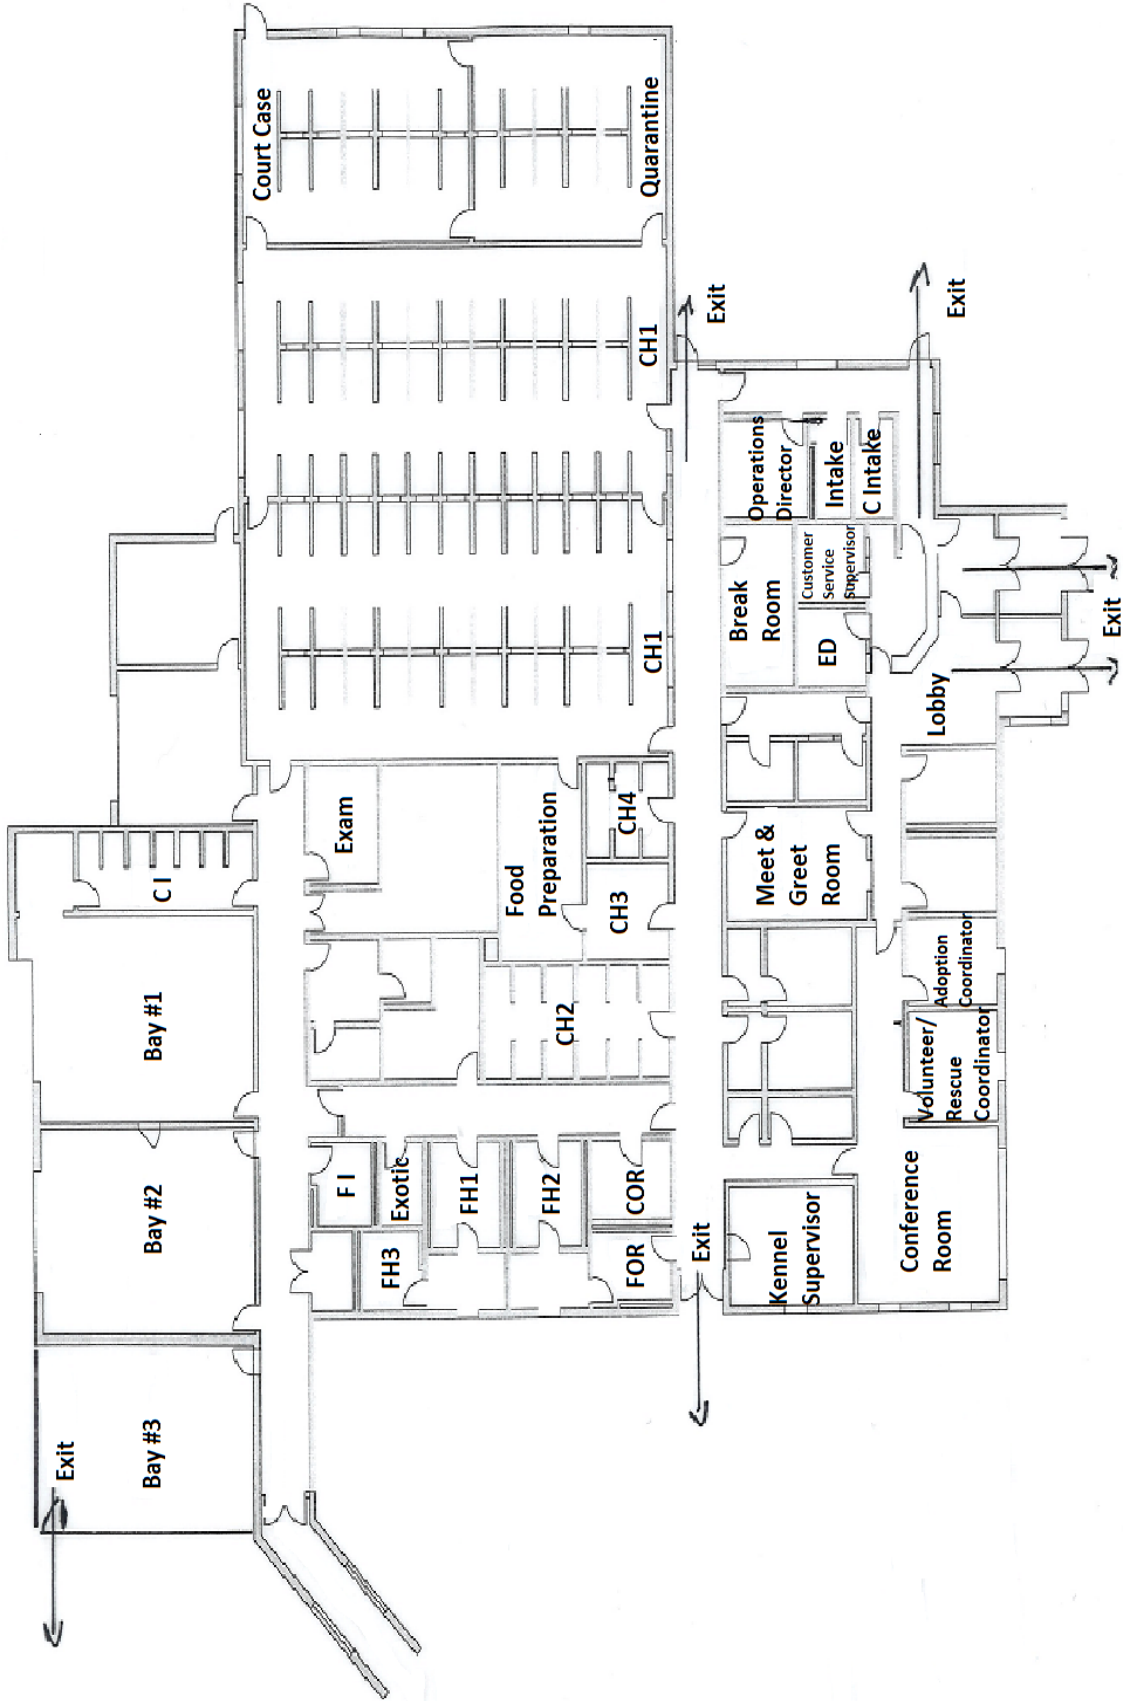 Court Case
Quarantine
CH1
Exit
Exit
Operations
Director
Intake
C Intake
Customer
Service
Supervisor
Break
Room
ED
CH1
Lobby
Exit
Exam
Food
Preparation
CH4
CH3
Meet &
Greet
Room
C I
Bay #1
CH2
Adoption
Coordinator
Volunteer/
Rescue
Coordinator
Bay #2
F I
Exotic
FH1
FH2
COR
FH3
FOR
Exit
Kennel
Supervisor
Conference
Room
Bay #3
Exit